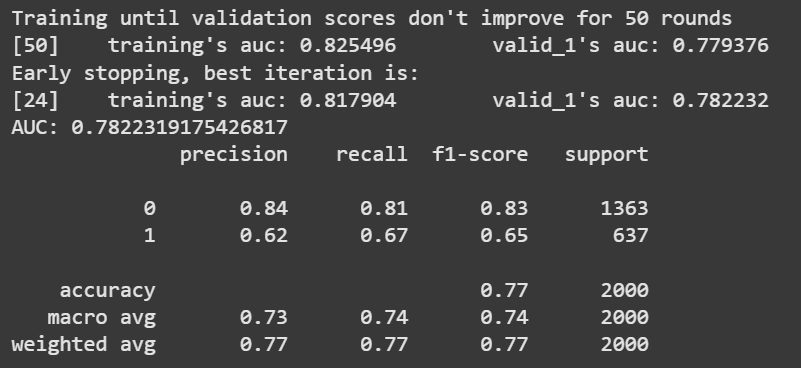 Training until validation scores don't improve for 50 rounds
[50]    training's auc: 0.825496        valid_1's auc: 0.779376
Early stopping, best iteration is:
[24]    training's auc: 0.817904        valid_1's auc: 0.782232
AUC: 0.7822319175426817
              precision    recall  f1-score   support
           0       0.84      0.81      0.83      1363
           1       0.62      0.67      0.65       637
    accuracy                           0.77      2000
   macro avg       0.73      0.74      0.74      2000
weighted avg       0.77      0.77      0.77      2000